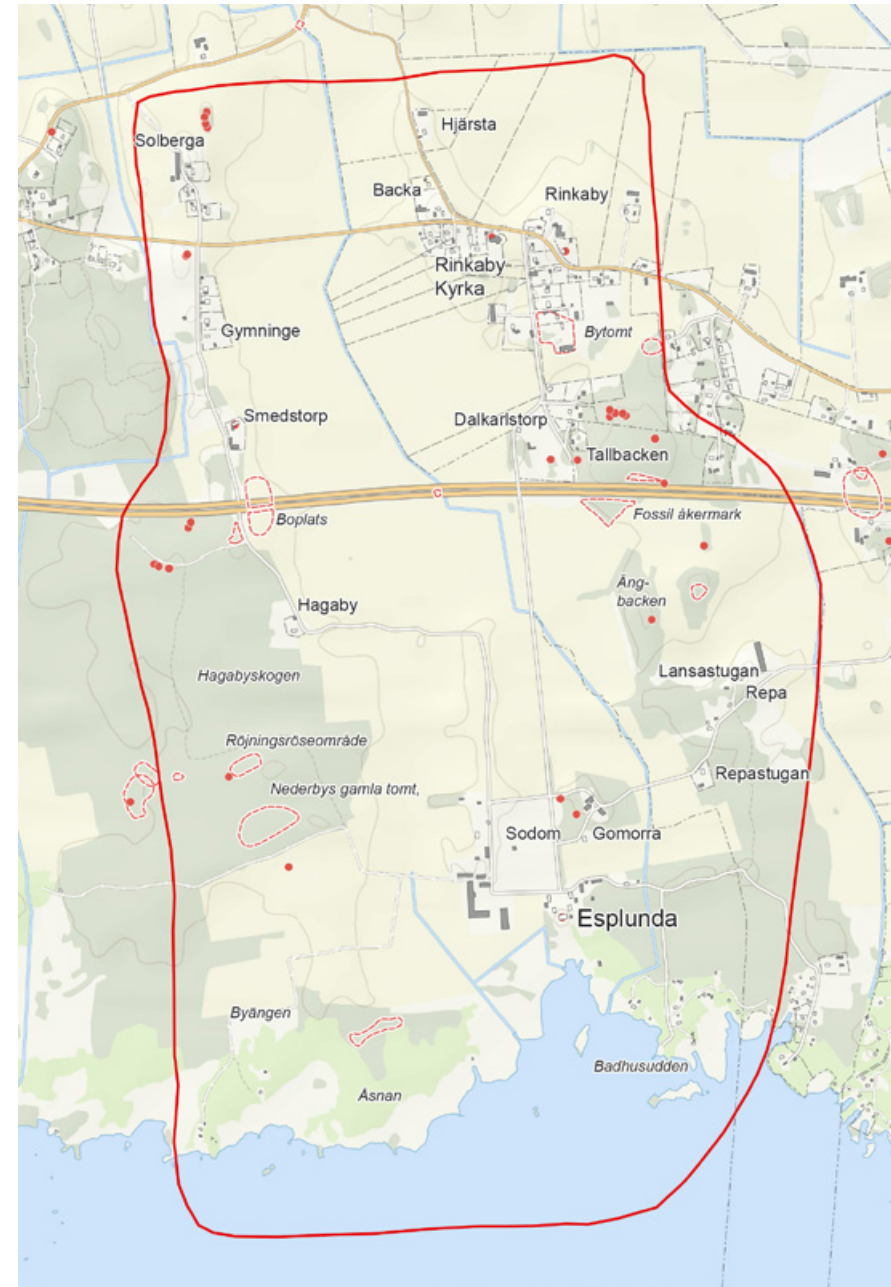 Hjärsta
Solberga
Backa
Rinkaby
Rinkaby
Kyrka
Gymninge
Bytomt
Smedstorp
Dalkarlstorp
Tallbacken
Boplats
Fossil åkermark
Äng-
backen
Hagaby
Hagabyskogen
Lansastugan
Repa
Röjningsröseområde
Nederbys gamla tomt,
Repastugan
Sodom
Gomorra
Esplunda
Byängen
Badhusudden
Åsnan